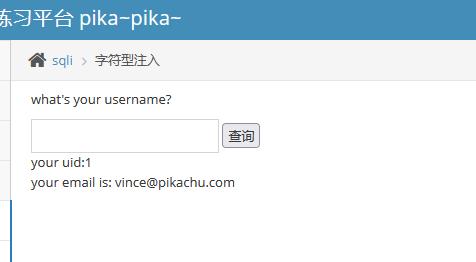 练习平台 pika~pika~
sqli > 字符型注入
what's your username?
查询
your uid:1
your email is: vince@pikachu.com